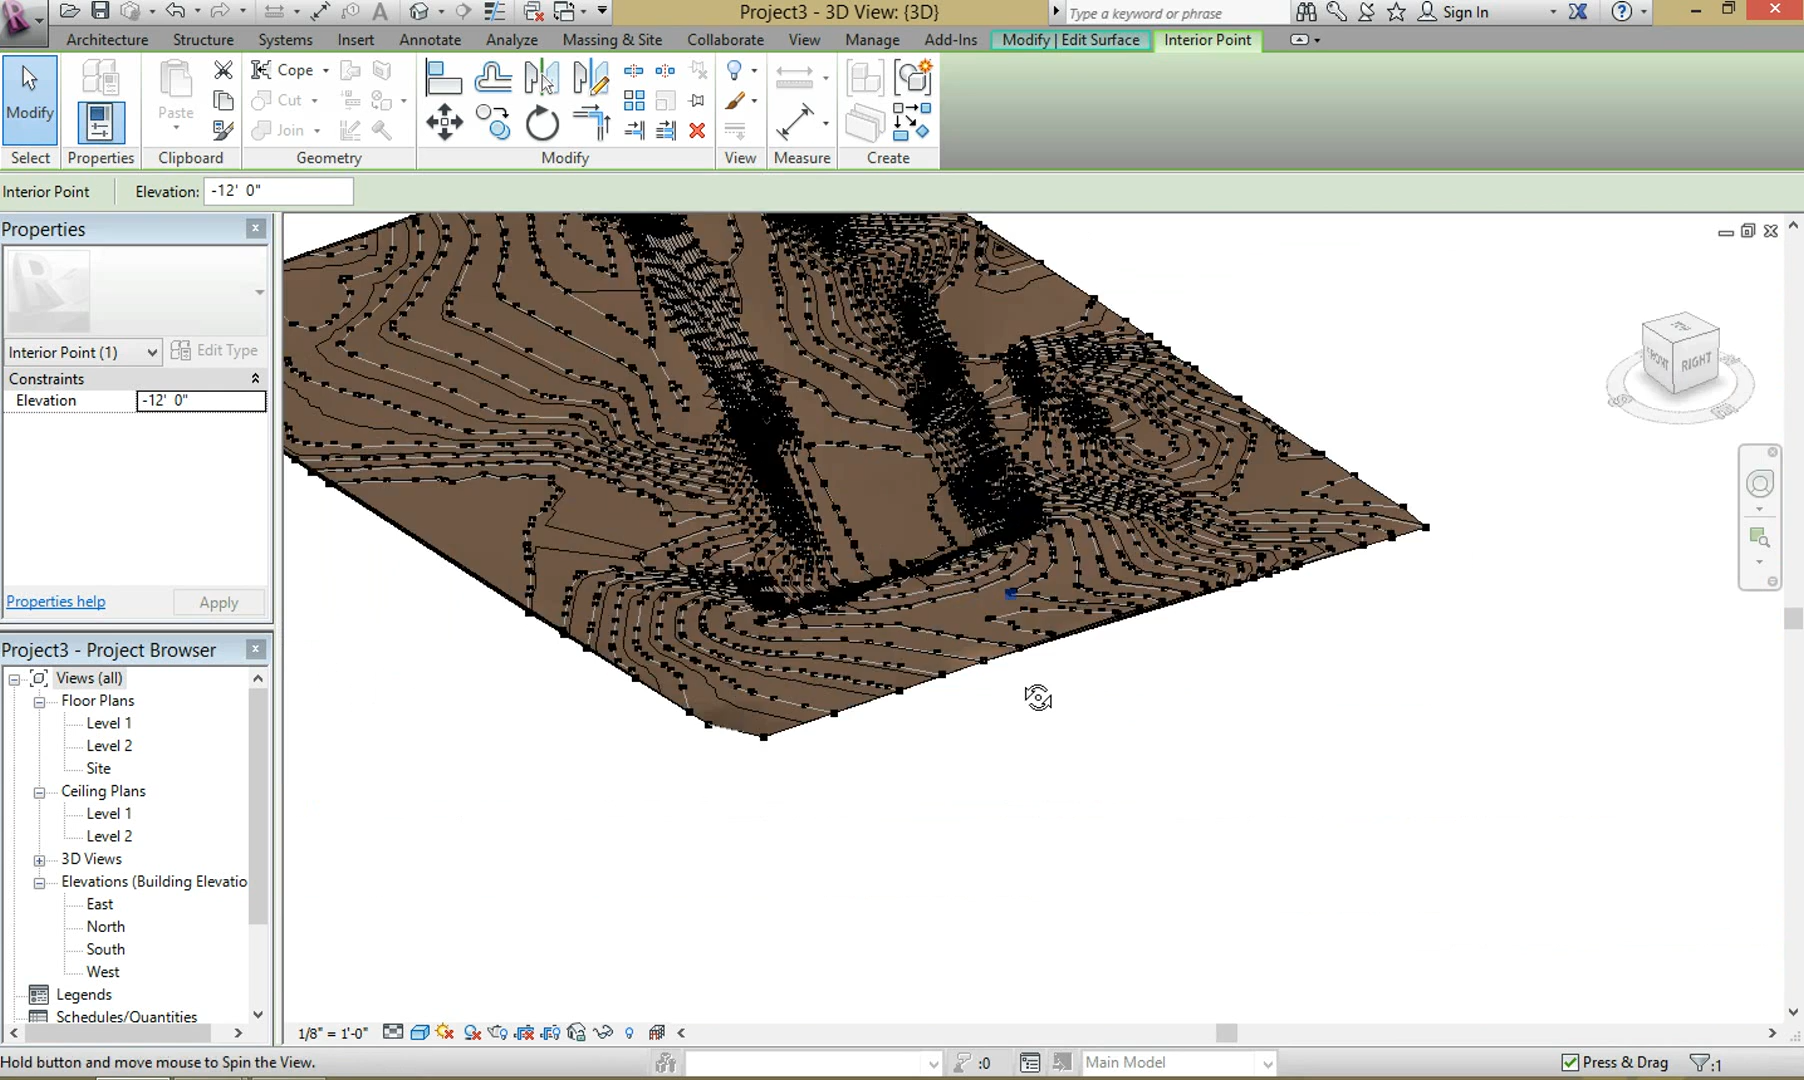 Project3 - 3D View: {3D}
Type a keyword or phrase
Sign In
Architecture Structure Systems Insert Annotate Analyze Massing & Site Collaborate View Manage Add-Ins Modify | Edit Surface Interior Point
Modify
Paste
Cope
Cut
Join
Select Properties Clipboard Geometry Modify View Measure Create
Interior Point Elevation: -12' 0"
Properties
Interior Point (1) Edit Type
Constraints
Elevation -12' 0"
Properties help Apply
Project3 - Project Browser
Views (all)
Floor Plans
Level 1
Level 2
Site
Ceiling Plans
Level 1
Level 2
3D Views
Elevations (Building Elevatio
East
North
South
West
Legends
Schedules/Quantities
FRONT RIGHT
1/8" = 1'-0"
Hold button and move mouse to Spin the View.
:0
Main Model
Press & Drag
:1